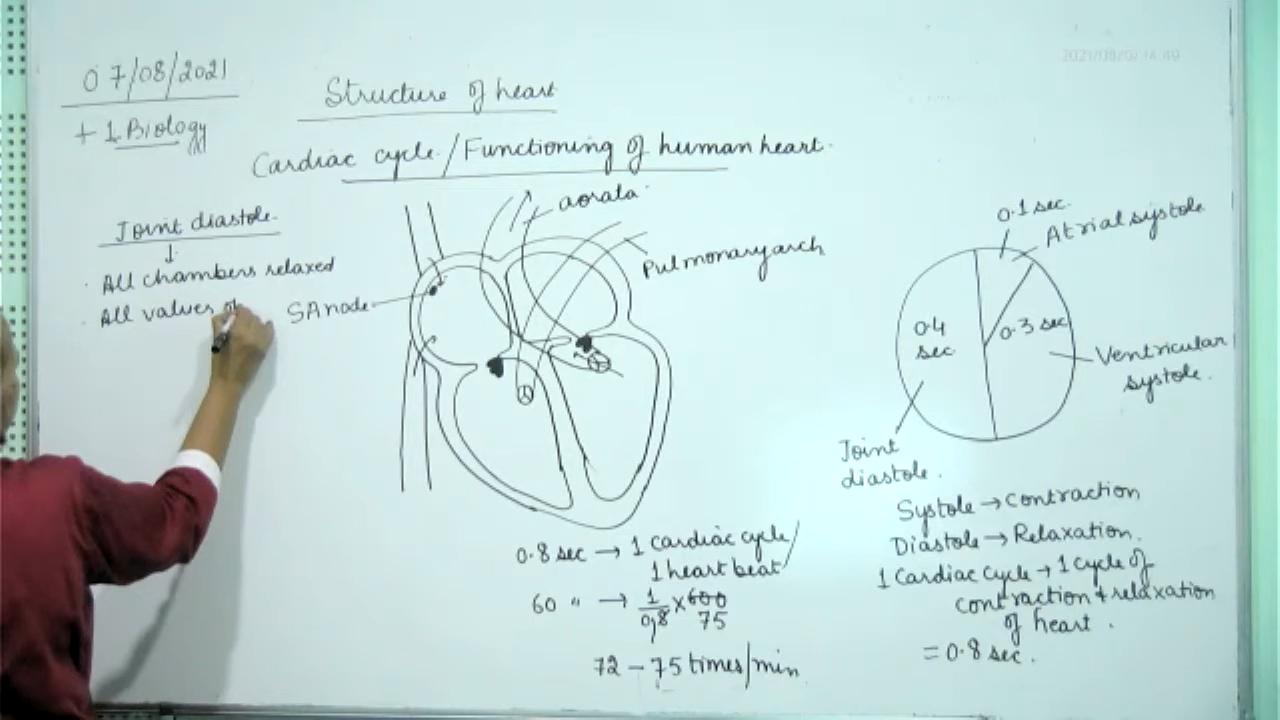 07/08/2021
+1 Biology
Structure of heart
Cardiac cycle/Functioning of human heart.
Joint diastole.
↓
· All chambers relaxed
· All valves
SA node
aorata
Pulmonary arch
0.1 sec.
Atrial systole
0.4
sec
0.3 sec
Ventricular
systole.
Joint
diastole.
Systole → Contraction
Diastole → Relaxation.
1 Cardiac Cycle → 1 Cycle of
contraction & relaxation
of heart.
= 0.8 sec.
0.8 sec → 1 cardiac cycle/
1 heart beat/
60 " → 1/0.8 × 600
75
72 – 75 times/min